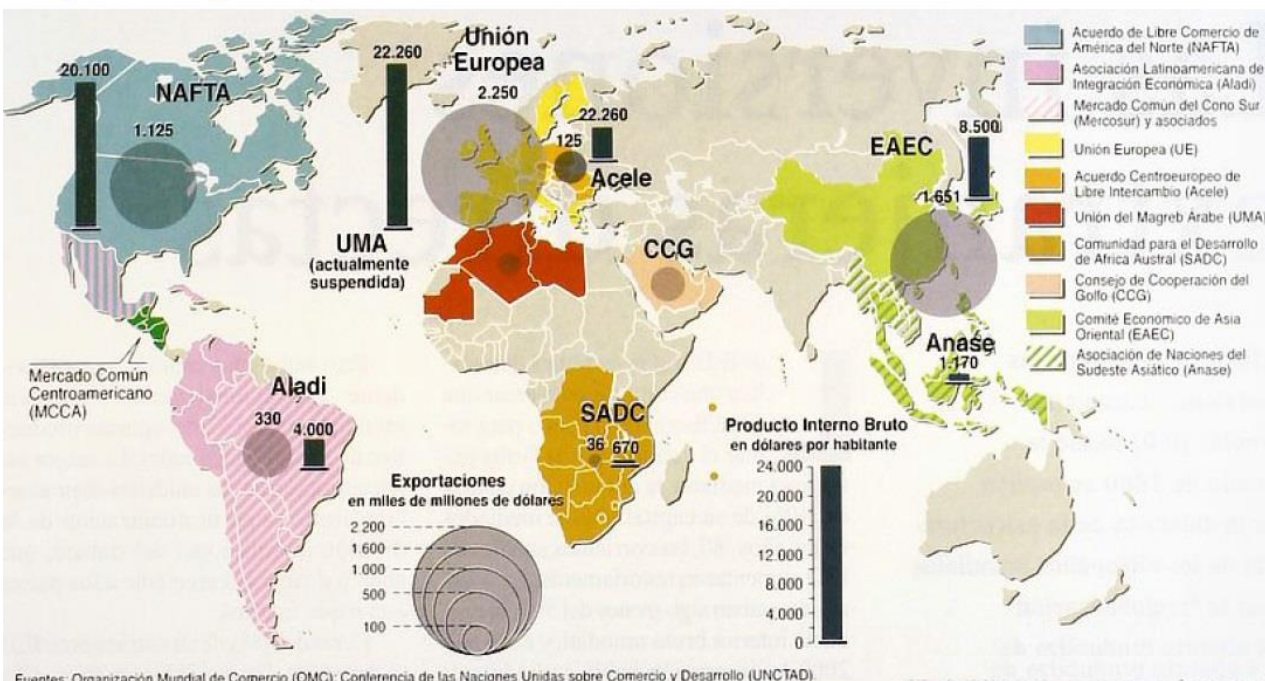 20.100
NAFTA
1.125
22.260
Unión
Europea
2.250
22.260
125
Acele
EAEC
8.500
1.651
UMA
(actualmente
suspendida)
CCG
Anase
1.170
Mercado Común
Centroamericano
(MCCA)
Aladi
330
4.000
SADC
36
670
Exportaciones
en miles de millones de dólares
2 200
1.600
1.000
500
100
Producto Interno Bruto
en dólares por habitante
24.000
20.000
16.000
12.000
8.000
4.000
0
Acuerdo de Libre Comercio de
América del Norte (NAFTA)
Asociación Latinoamericana de
Integración Económica (Aladi)
Mercado Común del Cono Sur
(Mercosur) y asociados
Unión Europea (UE)
Acuerdo Centroeuropeo de
Libre Intercambio (Acele)
Unión del Magreb Árabe (UMA)
Comunidad para el Desarrollo
de Africa Austral (SADC)
Consejo de Cooperación del
Golfo (CCG)
Comité Económico de Asia
Oriental (EAEC)
Asociación de Naciones del
Sudeste Asiático (Anase)
Fuentes: Organización Mundial de Comercio (OMC); Conferencia de las Naciones Unidas sobre Comercio y Desarrollo (UNCTAD).